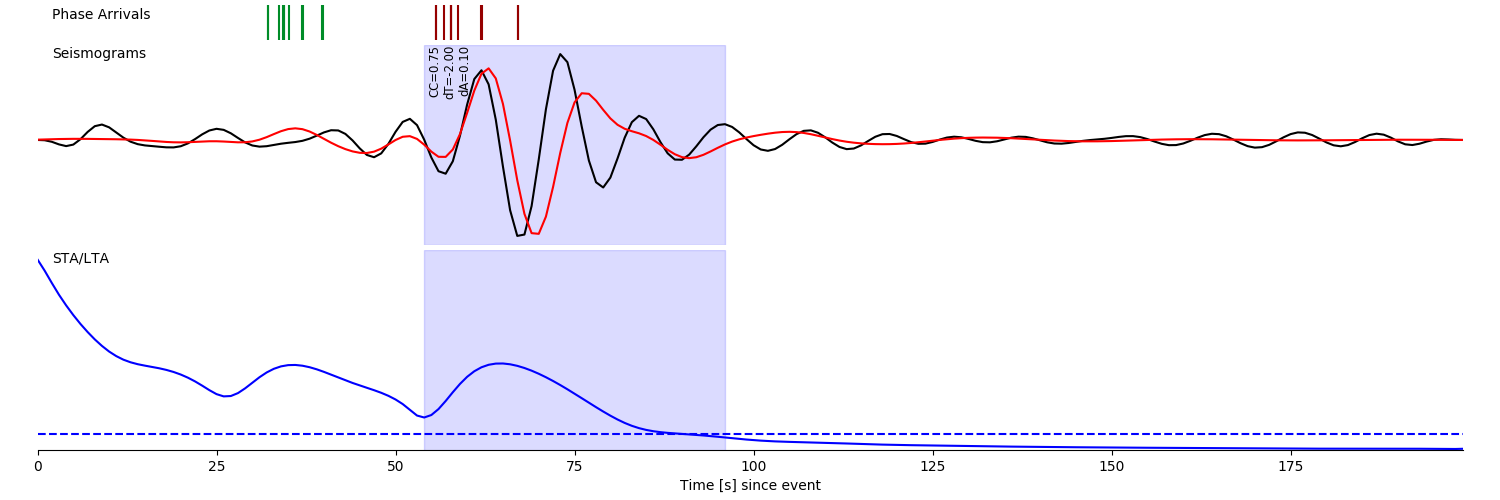 Phase Arrivals
Seismograms
CC=0.75
dT=-2.00
dA=0.10
STA/LTA
0 25 50 75 100 125 150 175
Time [s] since event